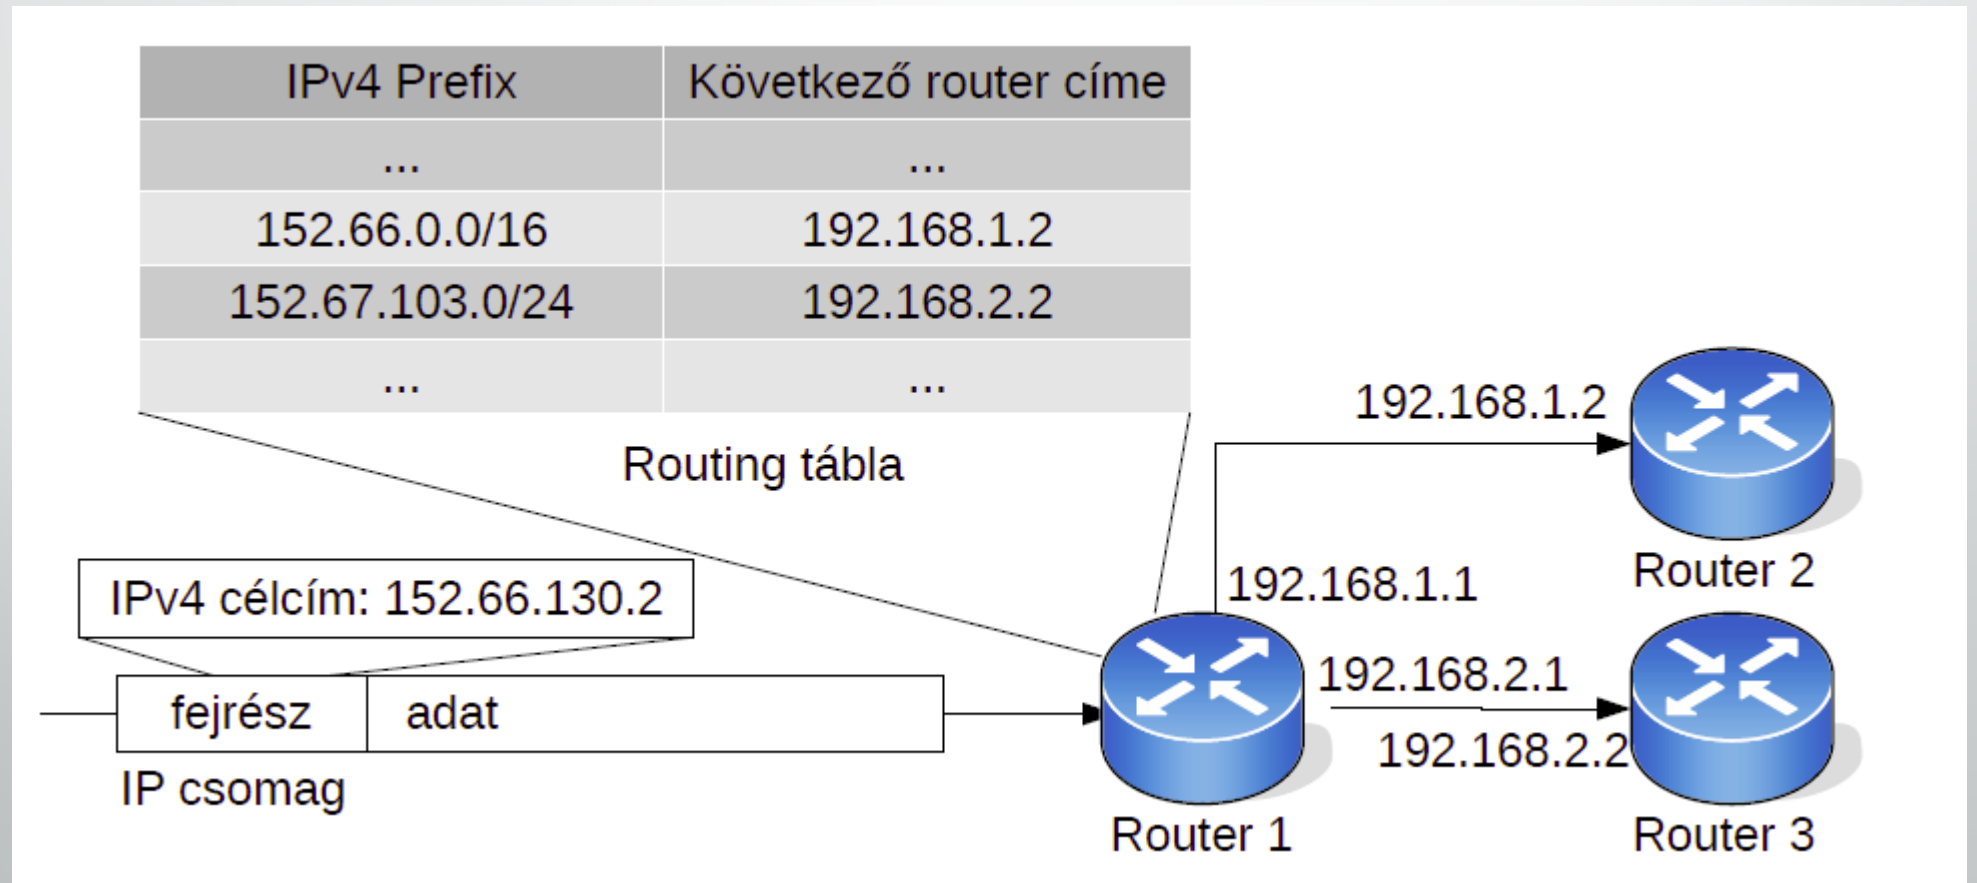 IPv4 Prefix Következő router címe
... ...
152.66.0.0/16 192.168.1.2
152.67.103.0/24 192.168.2.2
... ...
Routing tábla
192.168.1.2
Router 2
IPv4 célcím: 152.66.130.2
192.168.1.1
192.168.2.1
fejrész adat
192.168.2.2
IP csomag
Router 1
Router 3